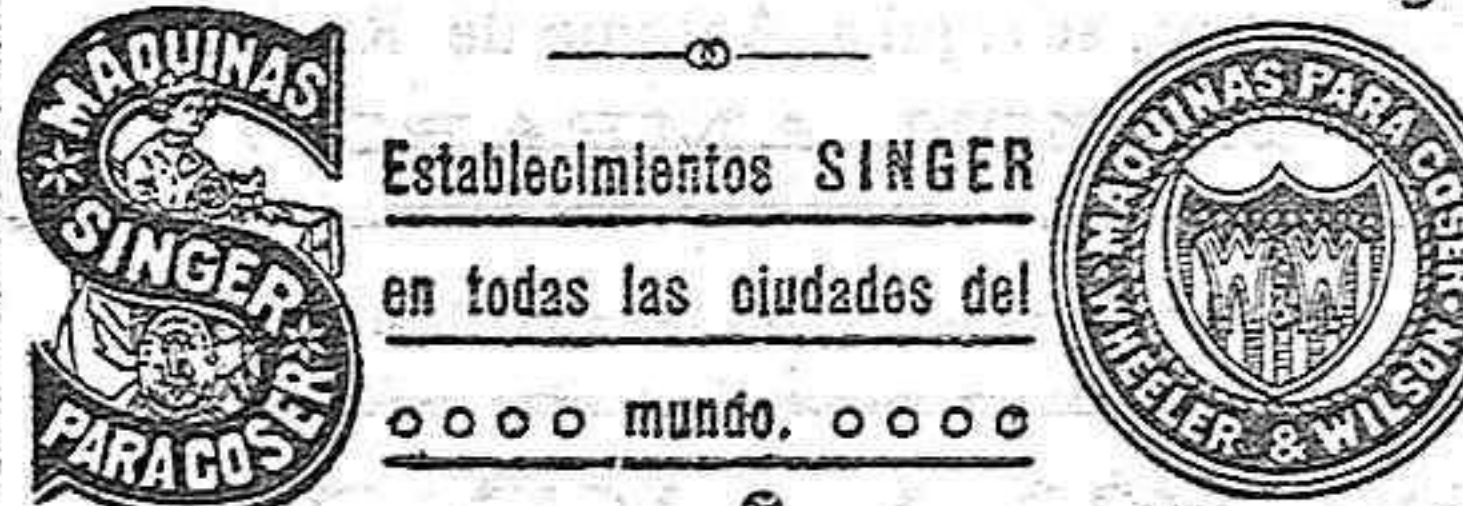 MAQUINAS
SINGER
PARA COSER
Establecimientos SINGER
en todas las ciudades del
mundo.
MAQUINAS PARA COSER
WHEELER & WILSON